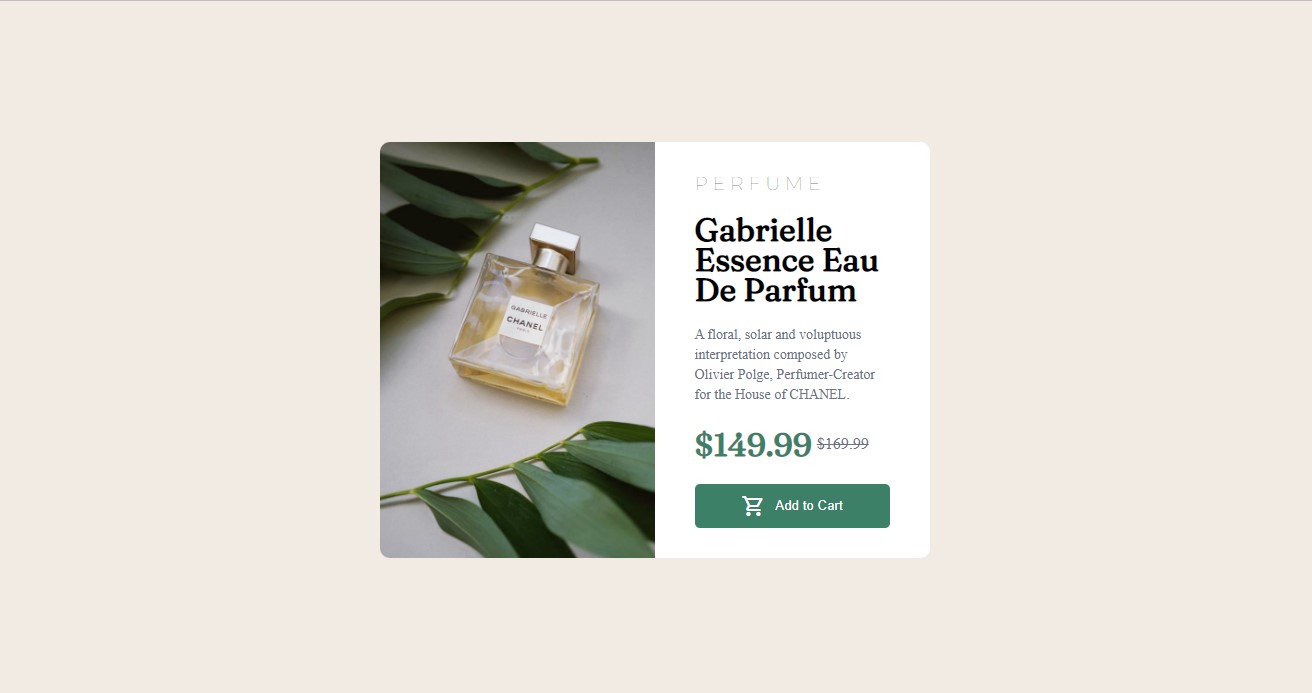 PERFUME
Gabrielle
Essence Eau
De Parfum
A floral, solar and voluptuous
interpretation composed by
Olivier Polge, Perfumer-Creator
for the House of CHANEL.
$149.99 $169.99
Add to Cart
GABRIELLE
CHANEL
PARIS